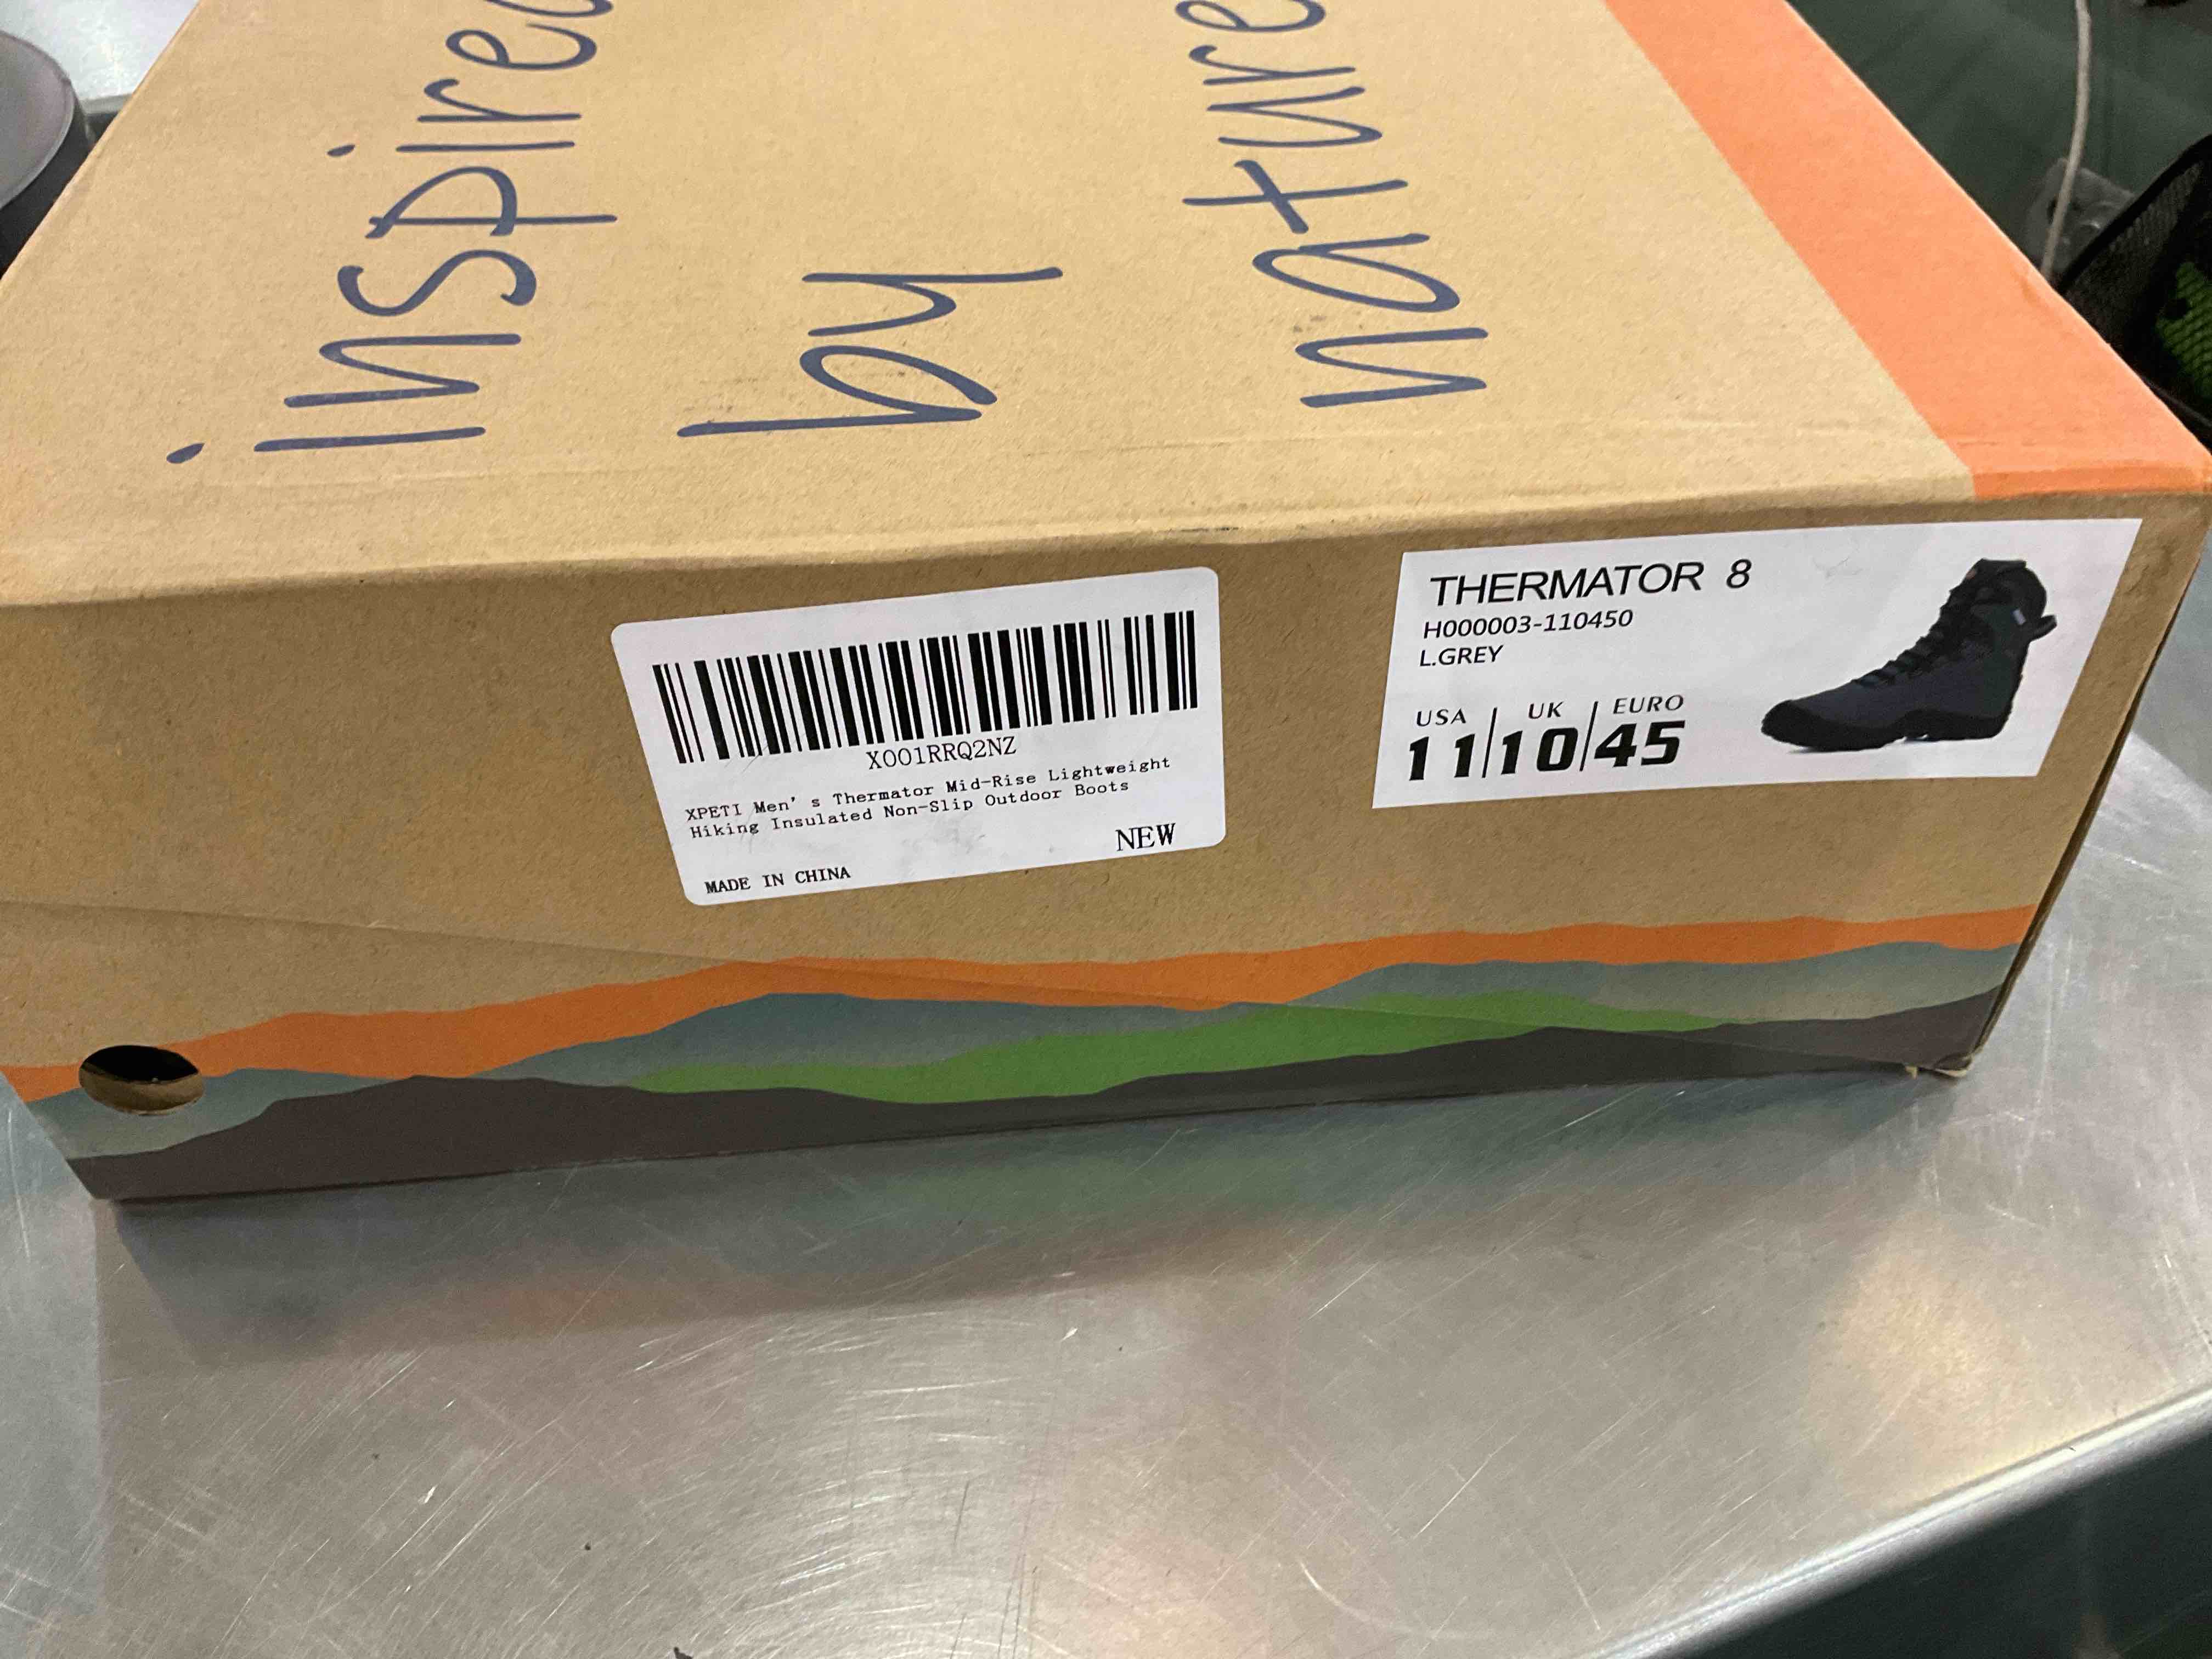 inspired
by
nature
X001RRQ2NZ
XPETI Men' s Thermator Mid-Rise Lightweight
Hiking Insulated Non-Slip Outdoor Boots
NEW
MADE IN CHINA
THERMATOR 8
H000003-110450
L.GREY
USA UK EURO
11/10/45